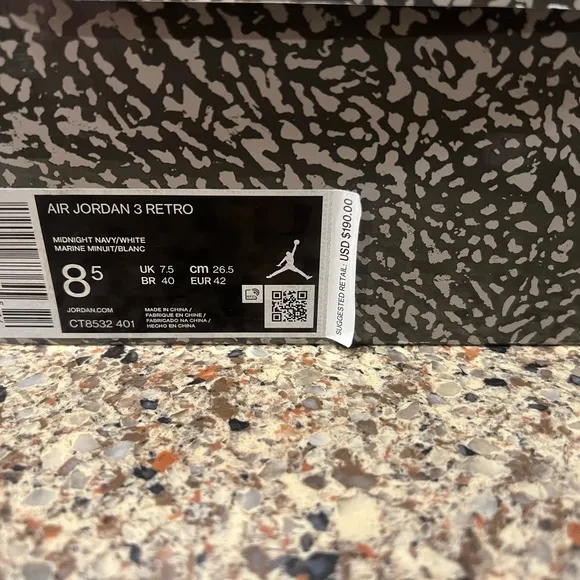 AIR JORDAN 3 RETRO
MIDNIGHT NAVY/WHITE
MARINE MINUIT/BLANC
8 5
UK 7.5 cm 26.5
BR 40 EUR 42
JORDAN.COM
MADE IN CHINA /
FABRIQUE EN CHINE /
FABRICADO NA CHINA /
HECHO EN CHINA
CT8532 401
SUGGESTED RETAIL: USD $190.00